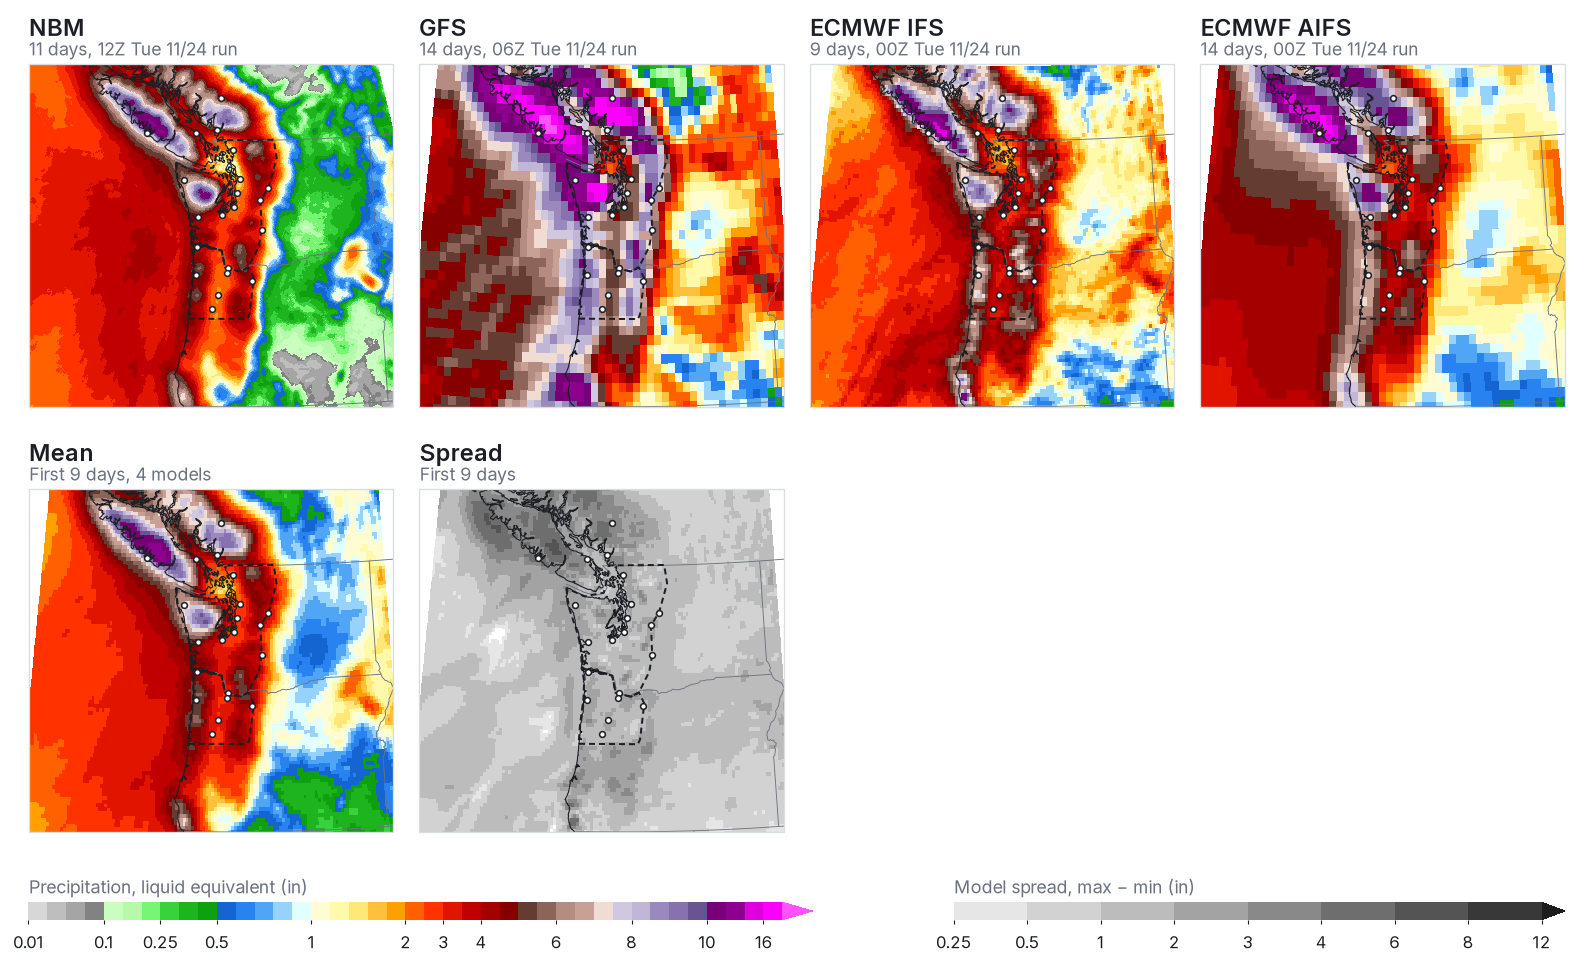 NBM
11 days, 12Z Tue 11/24 run
GFS
14 days, 06Z Tue 11/24 run
ECMWF IFS
9 days, 00Z Tue 11/24 run
ECMWF AIFS
14 days, 00Z Tue 11/24 run
Mean
First 9 days, 4 models
Spread
First 9 days
Precipitation, liquid equivalent (in)
0.01 0.1 0.25 0.5 1 2 3 4 6 8 10 16
Model spread, max − min (in)
0.25 0.5 1 2 3 4 6 8 12